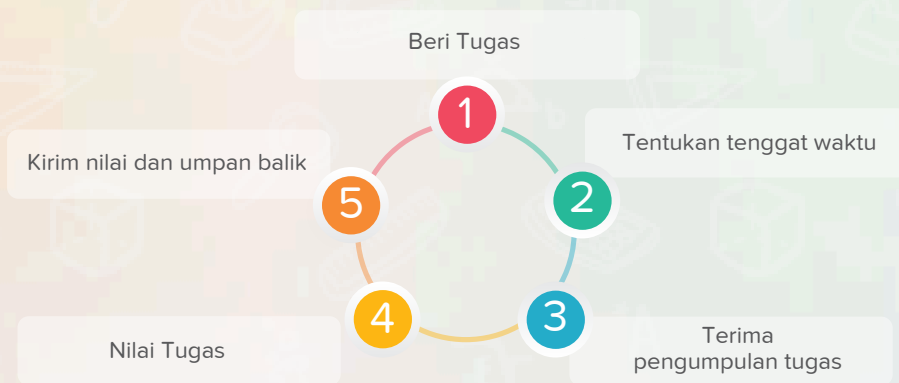 Beri Tugas
1
Tentukan tenggat waktu
2
Terima
pengumpulan tugas
3
Nilai Tugas
4
Kirim nilai dan umpan balik
5